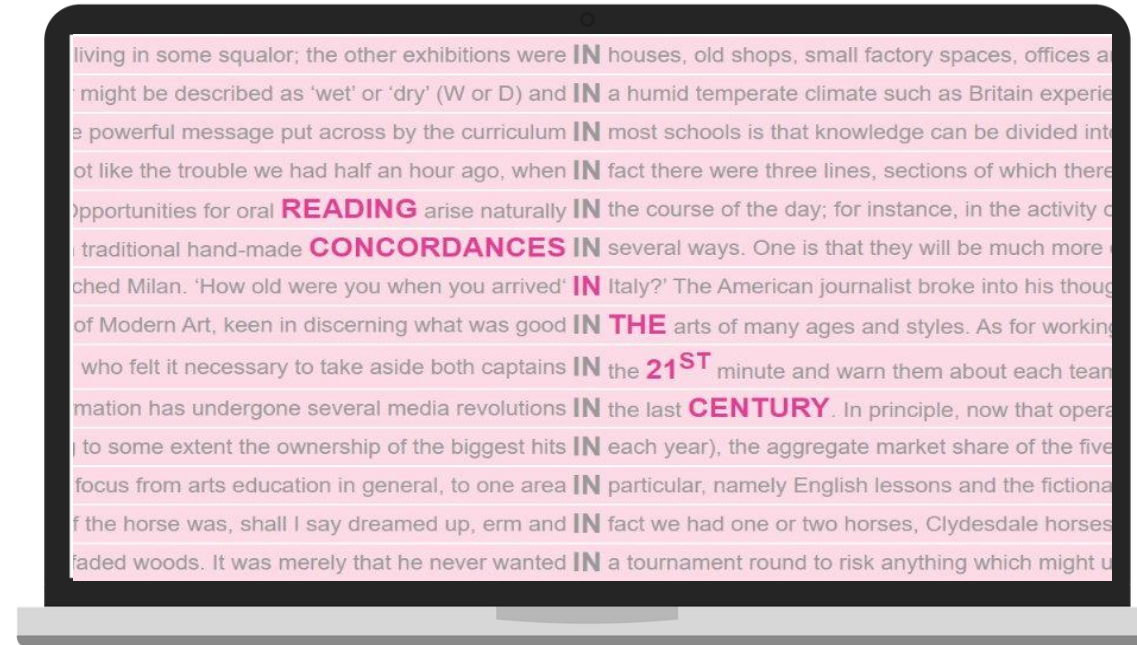 living in some squalor; the other exhibitions were IN houses, old shops, small factory spaces, offices
might be described as ‘wet’ or ‘dry’ (W or D) and IN a humid temperate climate such as Britain
powerful message put across by the curriculum IN most schools is that knowledge can be divided
like the trouble we had half an hour ago, when IN fact there were three lines, sections of which there
for oral READING arise naturally IN the course of the day; for instance, in the activity
traditional hand-made CONCORDANCES IN several ways. One is that they will be much more
Milan. ‘How old were you when you arrived‘ IN Italy?’ The American journalist broke into his
of Modern Art, keen in discerning what was good IN THE arts of many ages and styles. As for working
who felt it necessary to take aside both captains IN the 21ST minute and warn them about each
has undergone several media revolutions IN the last CENTURY. In principle, now that
to some extent the ownership of the biggest hits IN each year), the aggregate market share of the five
focus from arts education in general, to one area IN particular, namely English lessons and the
the horse was, shall I say dreamed up, erm and IN fact we had one or two horses, Clydesdale horses
faded woods. It was merely that he never wanted IN a tournament round to risk anything which might